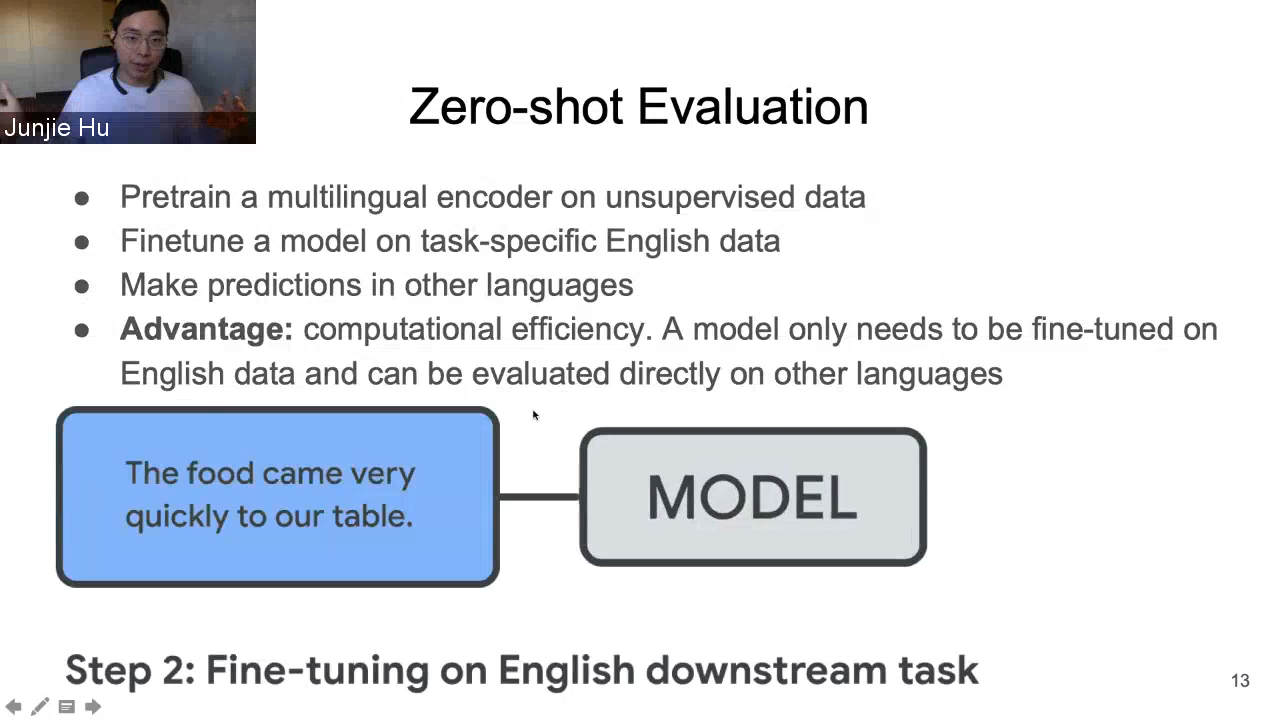 Junjie Hu
Zero-shot Evaluation
● Pretrain a multilingual encoder on unsupervised data
● Finetune a model on task-specific English data
● Make predictions in other languages
● Advantage: computational efficiency. A model only needs to be fine-tuned on
English data and can be evaluated directly on other languages
The food came very
quickly to our table.
MODEL
Step 2: Fine-tuning on English downstream task
13